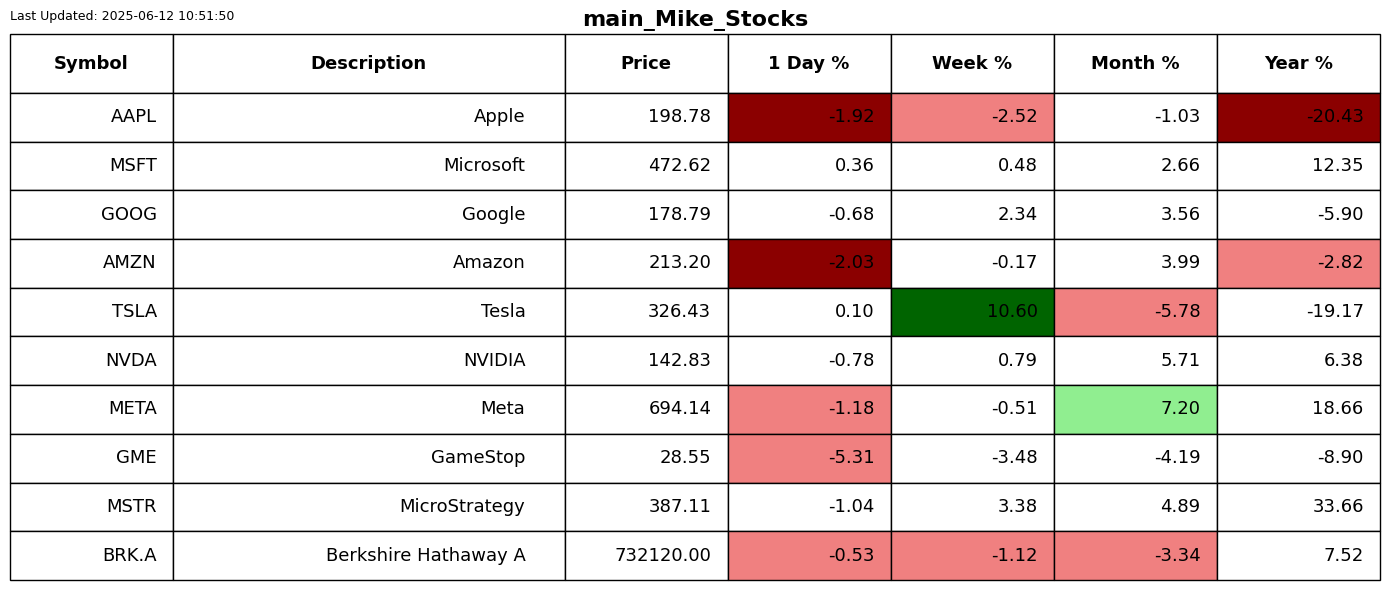 Last Updated: 2025-06-12 10:51:50
main_Mike_Stocks
Symbol Description Price 1 Day % Week % Month % Year %
AAPL Apple 198.78 -1.92 -2.52 -1.03 -20.43
MSFT Microsoft 472.62 0.36 0.48 2.66 12.35
GOOG Google 178.79 -0.68 2.34 3.56 -5.90
AMZN Amazon 213.20 -2.03 -0.17 3.99 -2.82
TSLA Tesla 326.43 0.10 10.60 -5.78 -19.17
NVDA NVIDIA 142.83 -0.78 0.79 5.71 6.38
META Meta 694.14 -1.18 -0.51 7.20 18.66
GME GameStop 28.55 -5.31 -3.48 -4.19 -8.90
MSTR MicroStrategy 387.11 -1.04 3.38 4.89 33.66
BRK.A Berkshire Hathaway A 732120.00 -0.53 -1.12 -3.34 7.52